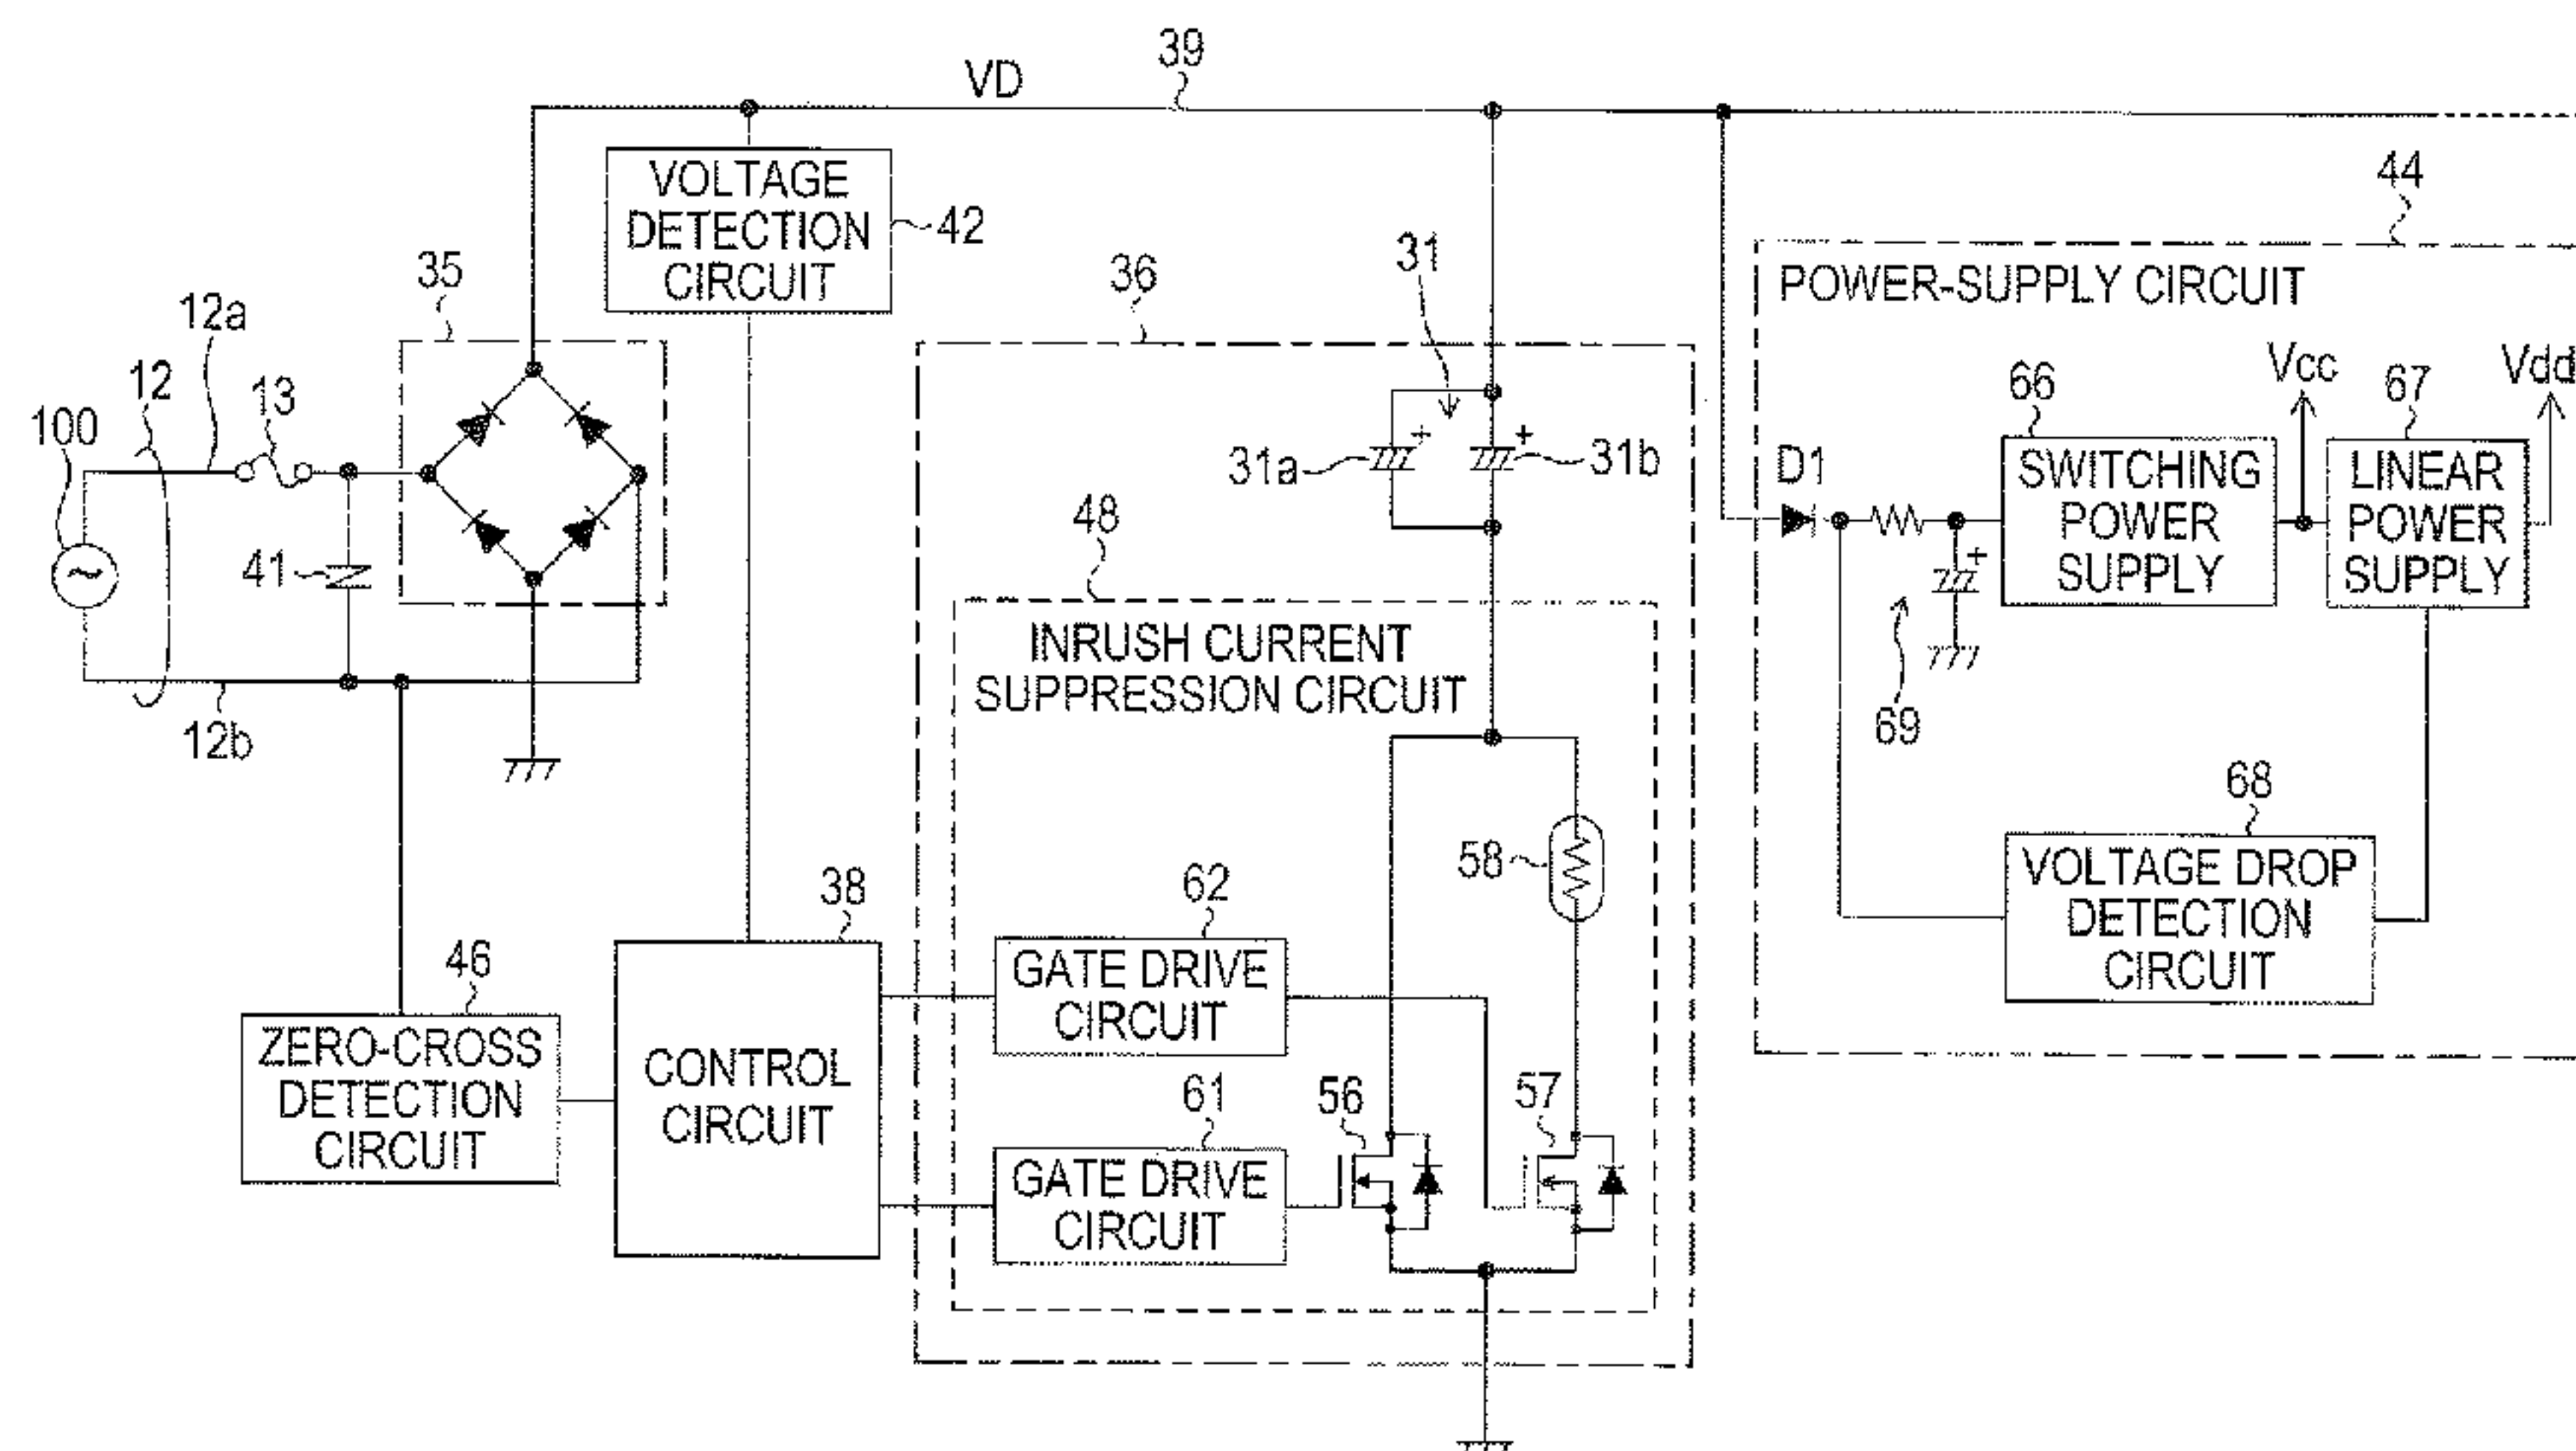 39
VD
VOLTAGE
DETECTION
CIRCUIT
42
44
35
36
31
POWER-SUPPLY CIRCUIT
12a
12
13
100
66
Vcc
67
Vdd
31a
31b
D1
SWITCHING
POWER
SUPPLY
LINEAR
POWER
SUPPLY
41
48
INRUSH CURRENT
SUPPRESSION CIRCUIT
12b
69
68
58
VOLTAGE DROP
DETECTION
CIRCUIT
38
62
46
GATE DRIVE
CIRCUIT
ZERO-CROSS
DETECTION
CIRCUIT
CONTROL
CIRCUIT
61
56
57
GATE DRIVE
CIRCUIT